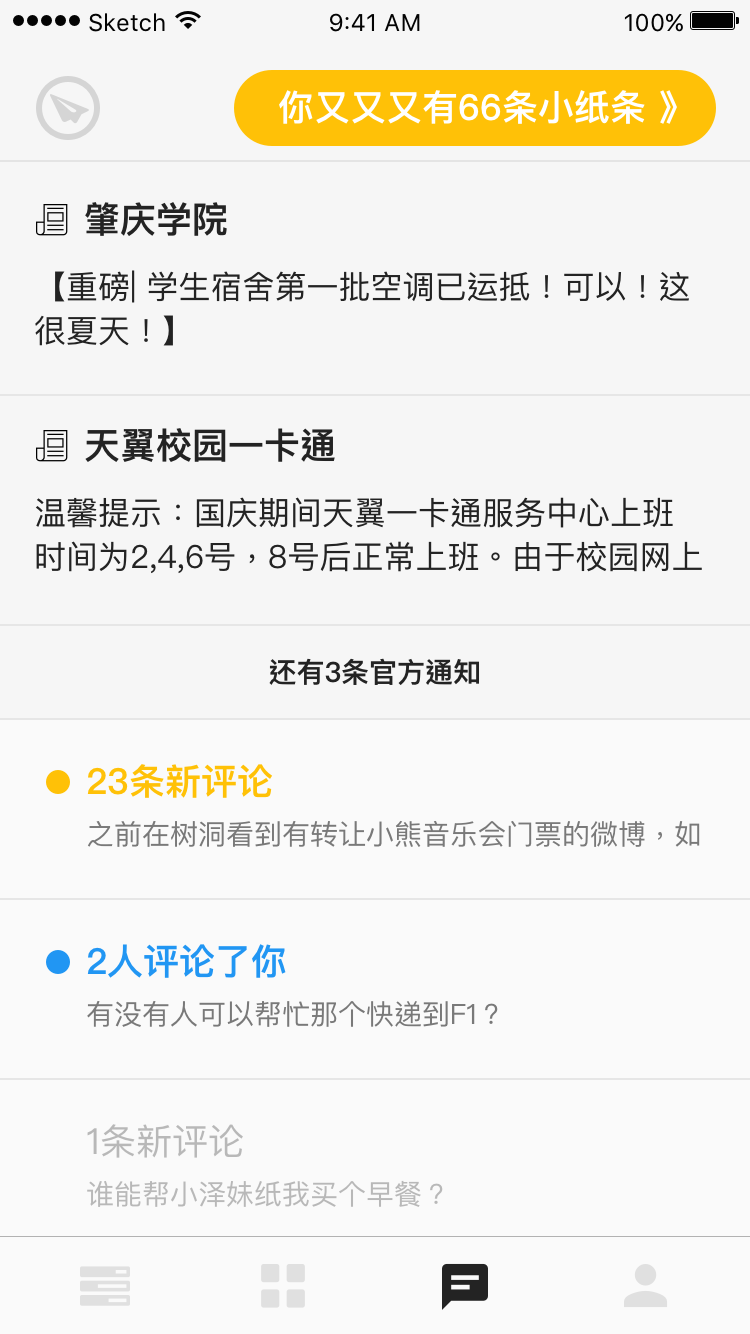 Sketch 9:41 AM 100%
你又又又有66条小纸条 》
肇庆学院
【重磅| 学生宿舍第一批空调已运抵！可以！这
很夏天！】
天翼校园一卡通
温馨提示：国庆期间天翼一卡通服务中心上班
时间为2,4,6号，8号后正常上班。由于校园网上
还有3条官方通知
23条新评论
之前在树洞看到有转让小熊音乐会门票的微博，如
2人评论了你
有没有人可以帮忙那个快递到F1？
1条新评论
谁能帮小泽妹纸我买个早餐？